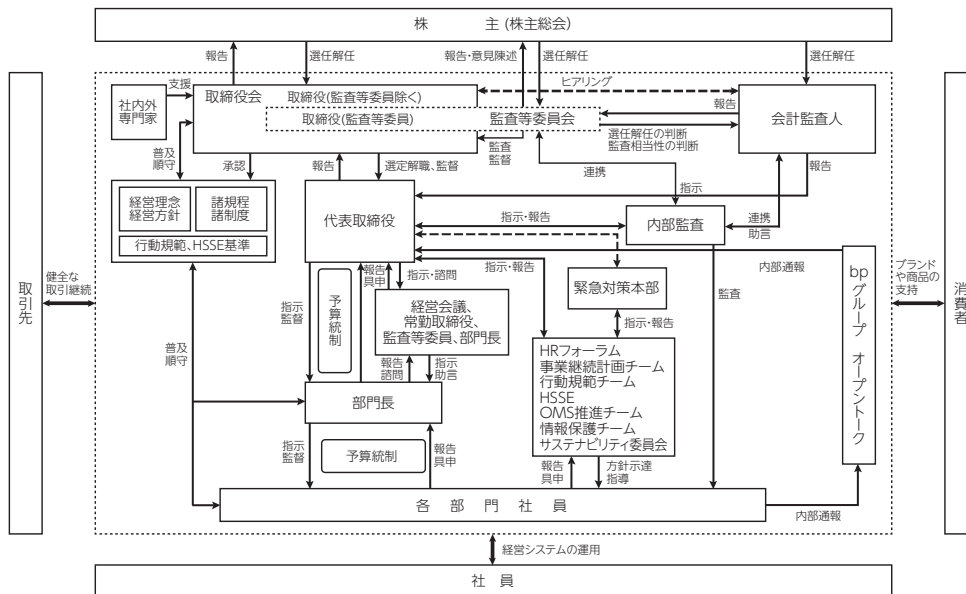 株 主 (株主総会)
報告
選任解任
報告・意見陳述
選任解任
選任解任
取引先
健全な
取引継続
社内外
専門家
支援
取締役会
取締役(監査等委員除く)
取締役(監査等委員)
監査等委員会
ヒアリング
報告
選任解任の判断
監査相当性の判断
会計監査人
普及
順守
承認
報告
選定解職、監督
監査
監督
連携
指示
報告
経営理念
経営方針
諸規程
諸制度
行動規範、HSSE基準
代表取締役
指示・報告
内部監査
連携
助言
指示・報告
内部通報
監査
緊急対策本部
指示・報告
指示
監督
予算統制
報告
具申
指示・諮問
経営会議、
常勤取締役、
監査等委員、部門長
報告
諮問
指示
助言
普及
順守
部門長
HRフォーラム
事業継続計画チーム
行動規範チーム
HSSE
OMS推進チーム
情報保護チーム
サステナビリティ委員会
bpグループ オープントーク
ブランド
や商品の
支持
消費者
指示
監督
予算統制
報告
具申
報告
具申
方針示達
指導
各部門社員
内部通報
経営システムの運用
社 員